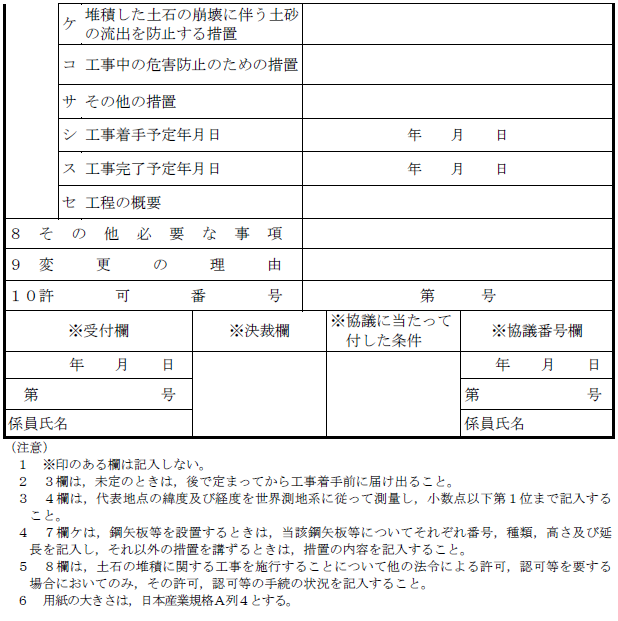 ケ 堆積した土石の崩壊に伴う土砂
の流出を防止する措置
コ 工事中の危害防止のための措置
サ その他の措置
シ 工事着手予定年月日 年 月 日
ス 工事完了予定年月日 年 月 日
セ 工程の概要
8 その他必要な事項
9 変更の理由
10許可番号 第 号
※受付欄 ※決裁欄 ※協議に当たって ※協議番号欄
付した条件
年 月 日 年 月 日
第 号 第 号
係員氏名 係員氏名
(注意)
1 ※印のある欄は記入しない。
2 3欄は,未定のときは,後で定まってから工事着手前に届け出ること。
3 4欄は,代表地点の緯度及び経度を世界測地系に従って測量し,小数点以下第1位まで記入する
こと。
4 7欄ケは,鋼矢板等を設置するときは,当該鋼矢板等についてそれぞれ番号,種類,高さ及び延
長を記入し,それ以外の措置を講ずるときは,措置の内容を記入すること。
5 8欄は,土石の堆積に関する工事を施行することについて他の法令による許可,認可等を要する
場合においてのみ,その許可,認可等の手続の状況を記入すること。
6 用紙の大きさは,日本産業規格A列4とする。